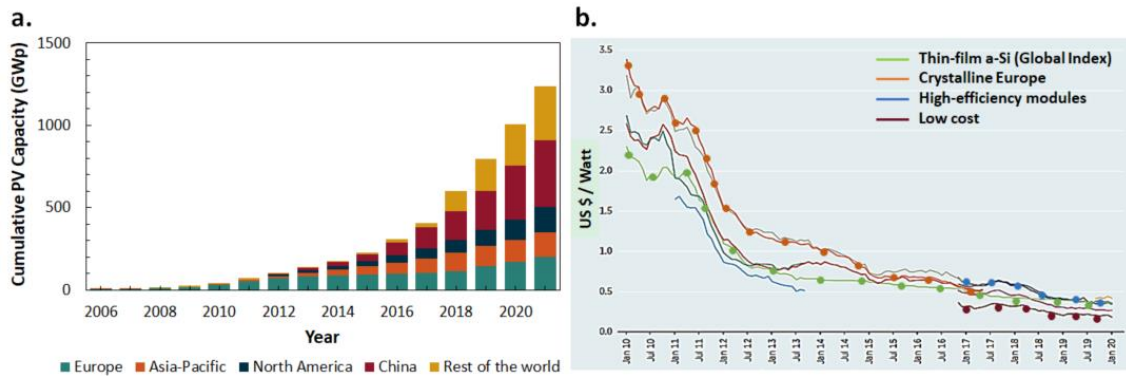 a.
Cumulative PV Capacity (GWp)
1500
1000
500
0
2006 2008 2010 2012 2014 2016 2018 2020
Year
Europe Asia-Pacific North America China Rest of the world
b.
US $ / Watt
3.5
3.0
2.5
2.0
1.5
1.0
0.5
0.0
Thin-film a-Si (Global Index)
Crystalline Europe
High-efficiency modules
Low cost
Jan 10 Jul 10 Jan 11 Jul 11 Jan 12 Jul 12 Jan 13 Jul 13 Jan 14 Jul 14 Jan 15 Jul 15 Jan 16 Jul 16 Jan 17 Jul 17 Jan 18 Jul 18 Jan 19 Jul 19 Jan 20